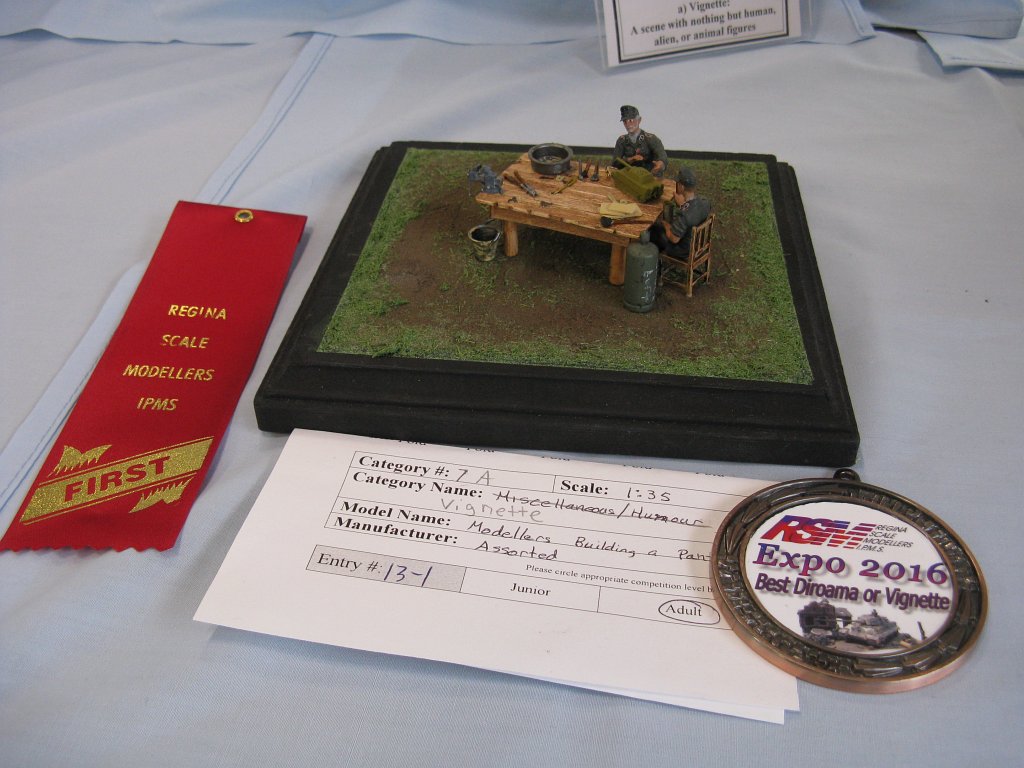 a) Vignette:
A scene with nothing but human,
alien, or animal figures
REGINA
SCALE
MODELLERS
IPMS
FIRST
Category #: 7 A
Scale: 1:35
Category Name: Miscellaneous/Humour
Vignette
Model Name: Modellers Building a Pan
Manufacturer: Assorted
Please circle appropriate competition level b
Entry #: 13-1
Junior
Adult
RSM
REGINA
SCALE
MODELLERS
I.P.M.S.
Expo 2016
Best Diroama or Vignette